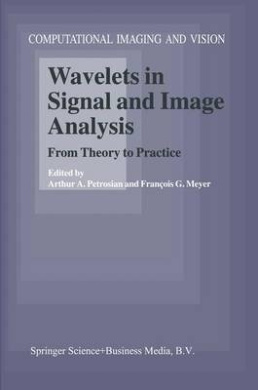 COMPUTATIONAL IMAGING AND VISION
Wavelets in
Signal and Image
Analysis
From Theory to Practice
Edited by
Arthur A. Petrosian and François G. Meyer
Springer Science+Business Media, B.V.